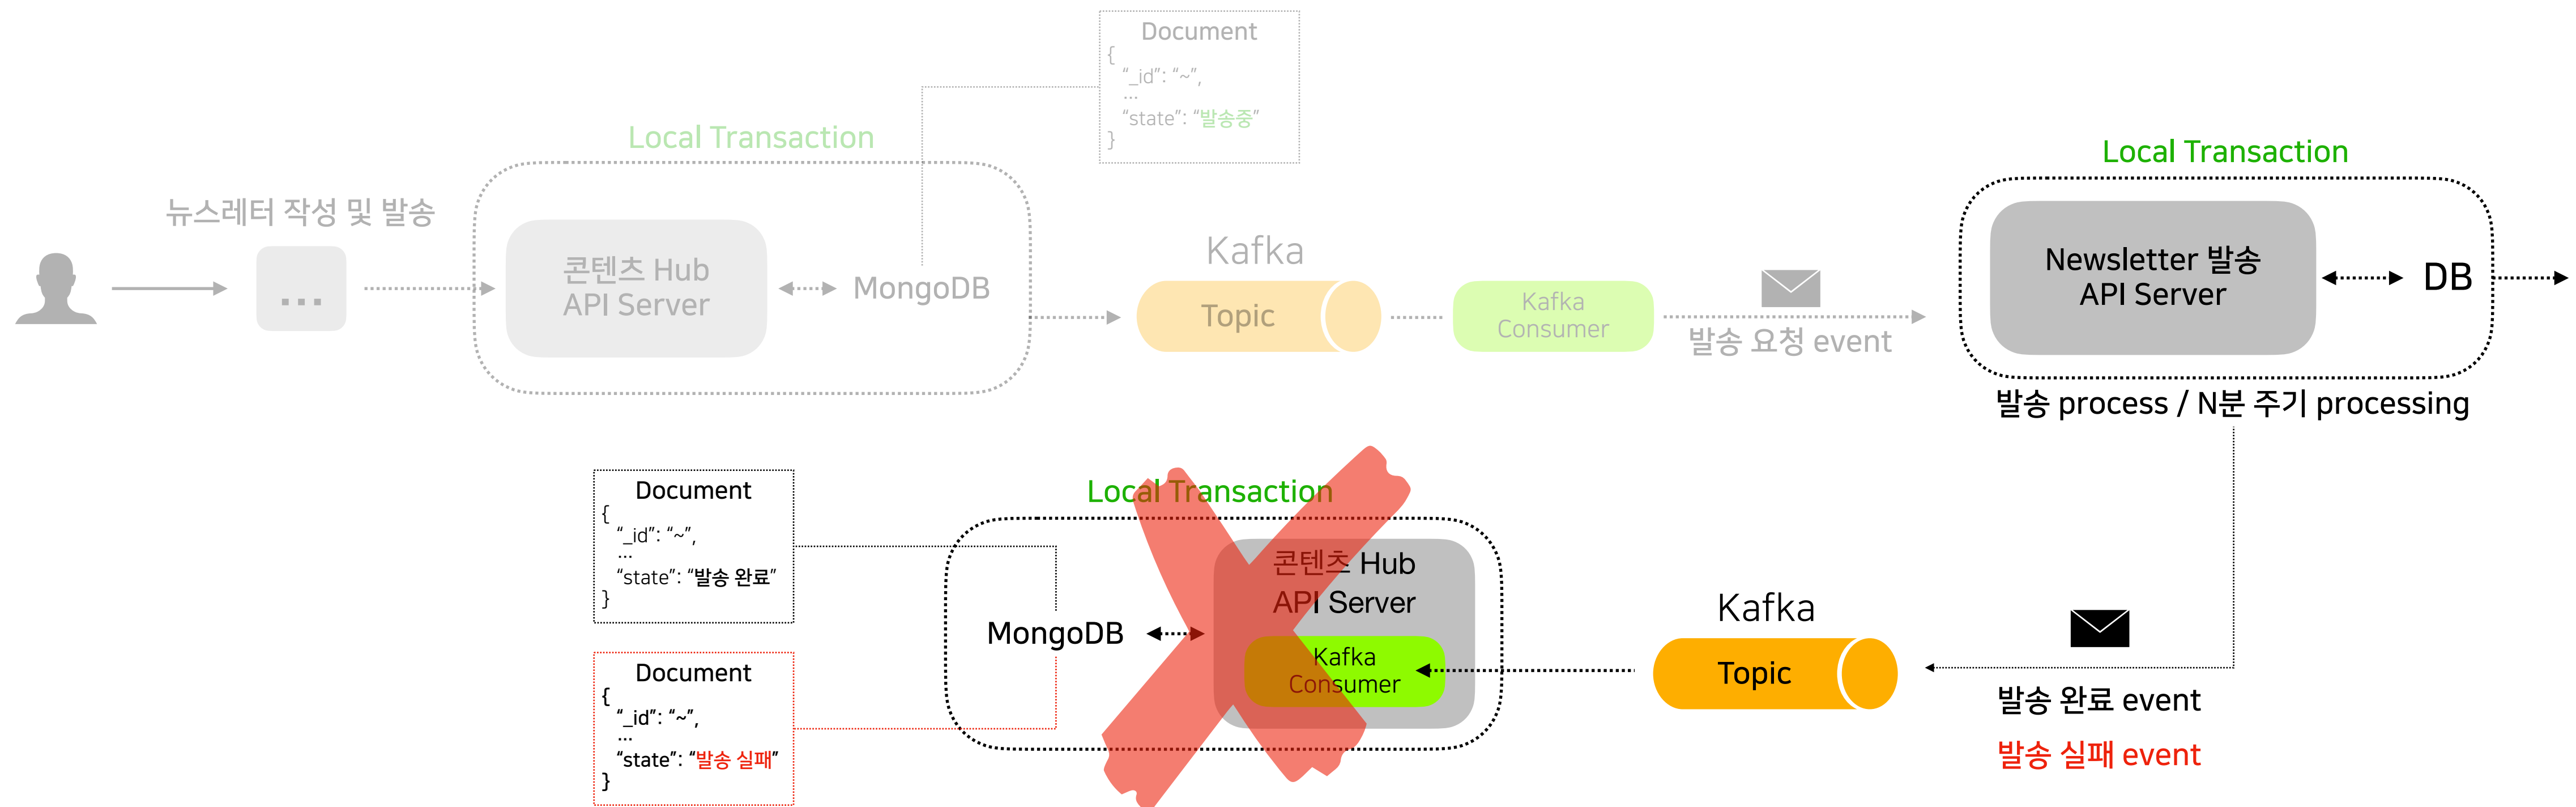 Document
{
“_id”: “~”,
...
“state”: “발송중”
}
Local Transaction
뉴스레터 작성 및 발송
...
콘텐츠 Hub
API Server
MongoDB
Kafka
Topic
Kafka
Consumer
발송 요청 event
Local Transaction
Newsletter 발송
API Server
DB
발송 process / N분 주기 processing
Document
{
“_id”: “~”,
...
“state”: “발송 완료”
}
Document
{
“_id”: “~”,
...
“state”: “발송 실패”
}
Local Transaction
MongoDB
콘텐츠 Hub
API Server
Kafka
Consumer
Kafka
Topic
발송 완료 event
발송 실패 event